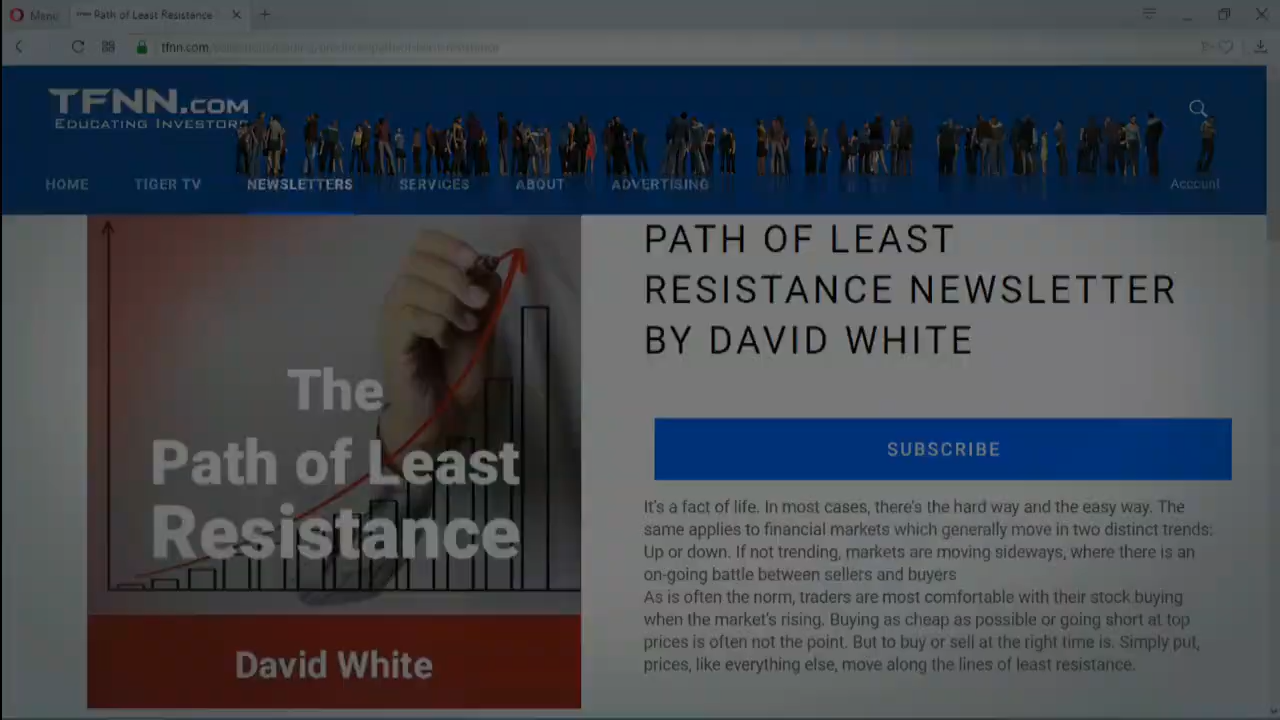 Menu
Path of Least Resistance
tfnn.com
TFNN.COM
EDUCATING INVESTORS
HOME
TIGER TV
NEWSLETTERS
SERVICES
ABOUT
ADVERTISING
Account
The
Path of Least
Resistance
David White
PATH OF LEAST
RESISTANCE NEWSLETTER
BY DAVID WHITE
SUBSCRIBE
It's a fact of life. In most cases, there's the hard way and the easy way. The
same applies to financial markets which generally move in two distinct trends:
Up or down. If not trending, markets are moving sideways, where there is an
on-going battle between sellers and buyers
As is often the norm, traders are most comfortable with their stock buying
when the market's rising. Buying as cheap as possible or going short at top
prices is often not the point. But to buy or sell at the right time is. Simply put,
prices, like everything else, move along the lines of least resistance.